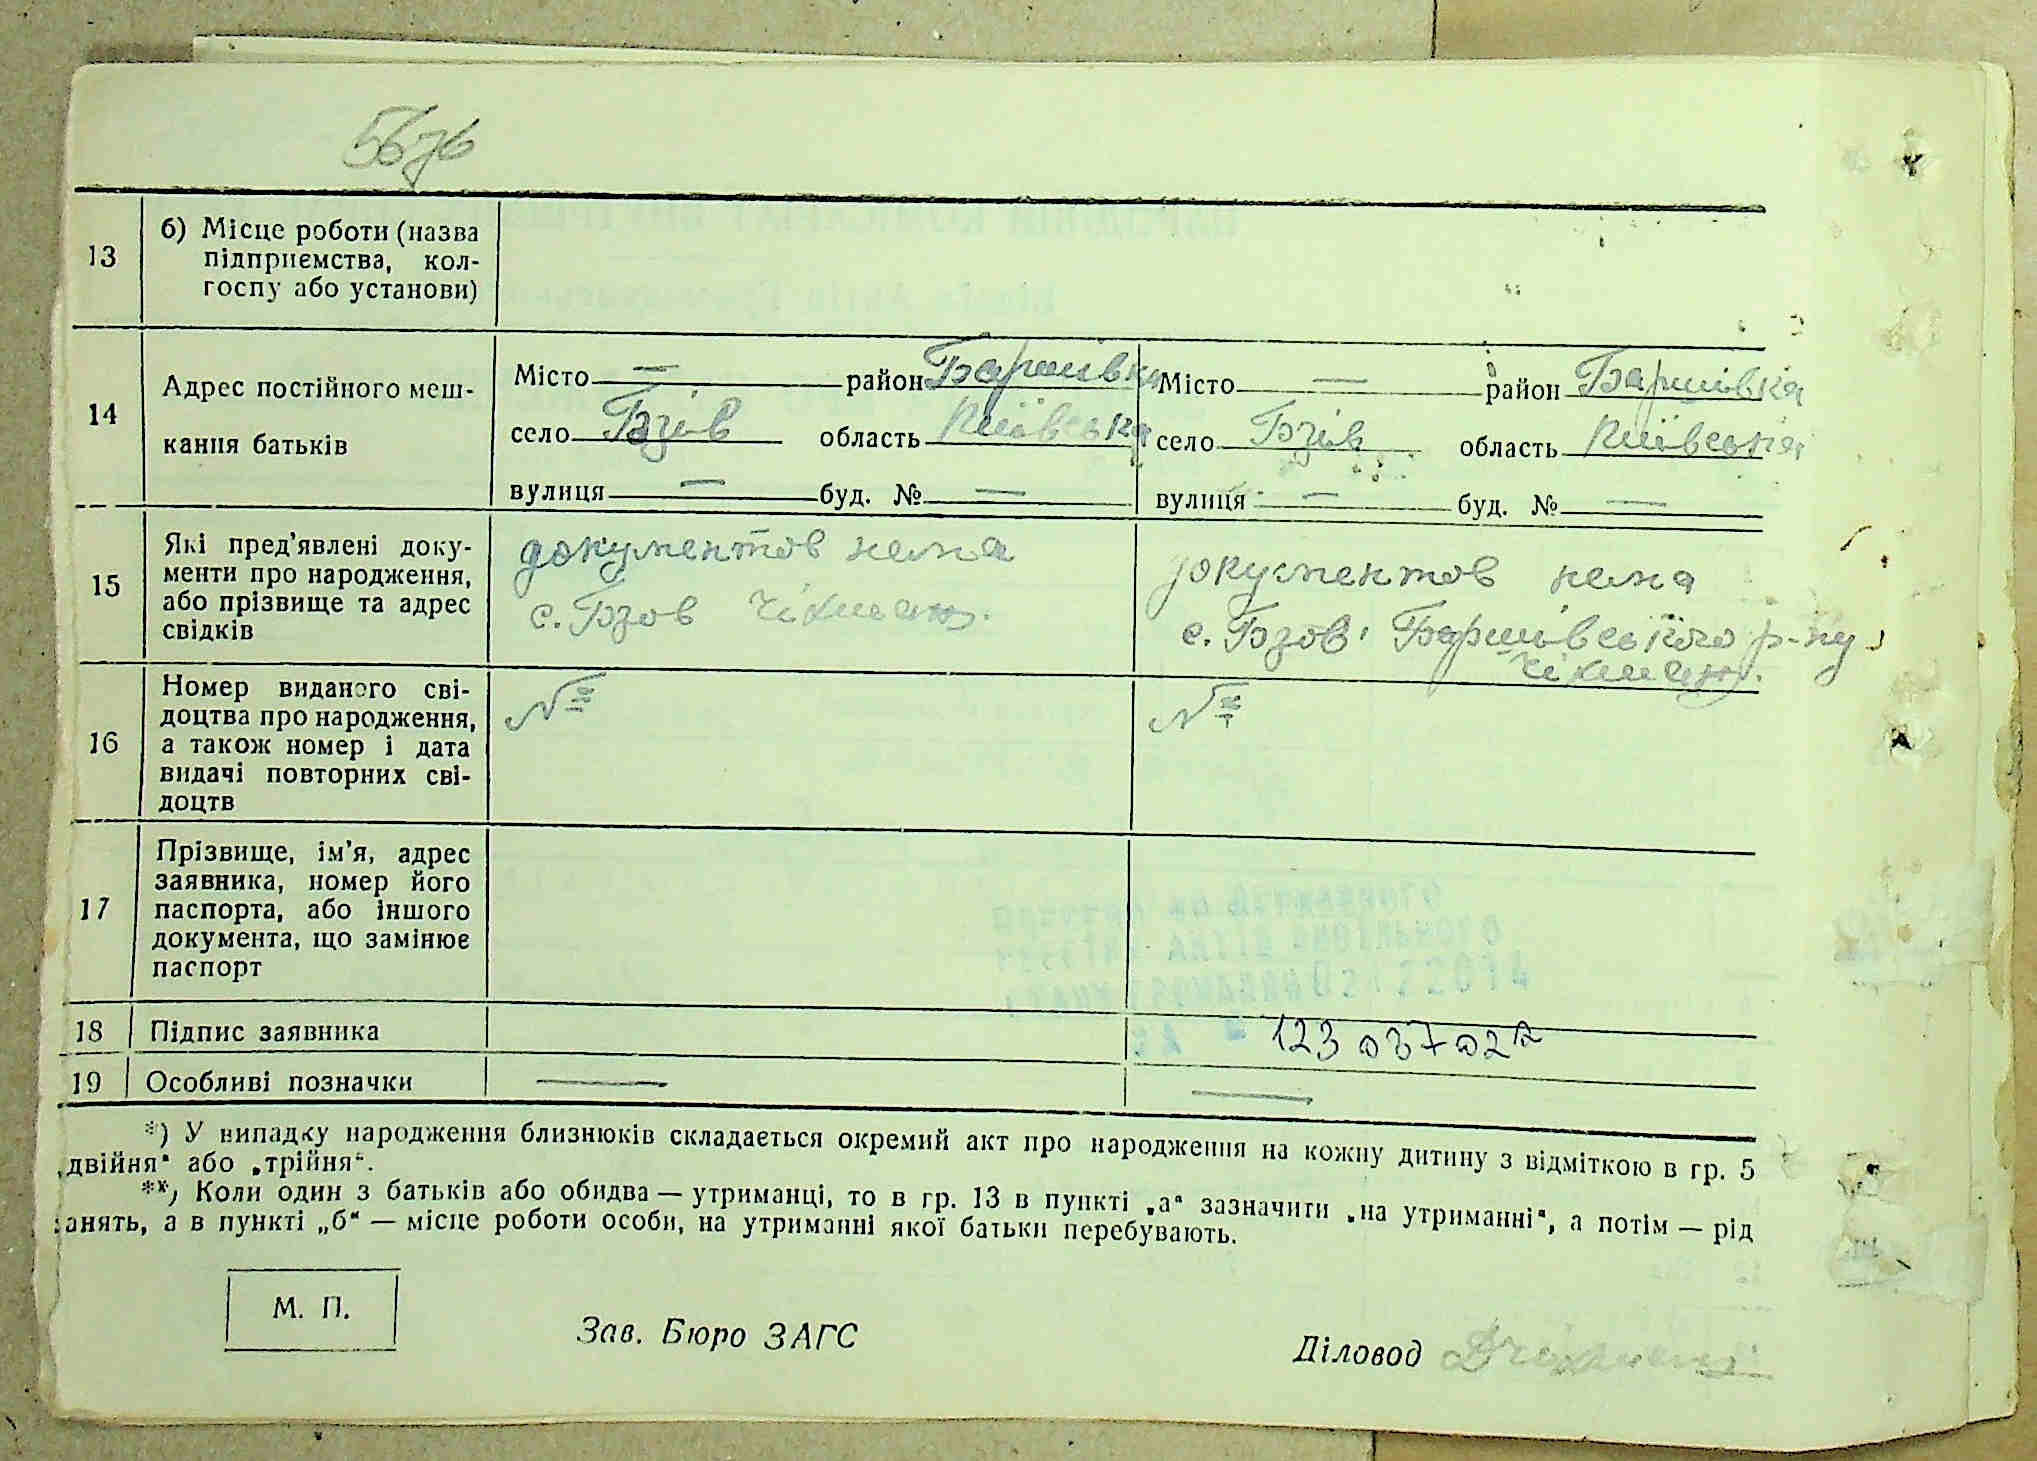 5676
13
б) Місце роботи (назва
підприємства, кол-
госпу або установи)
14
Адрес постійного меш-
кання батьків
Місто — район Баришівка
село Бзів область Київська
вулиця — буд. № —
Місто — район Баришівка
село Бзів область Київська
вулиця — буд. № —
15
Які пред’явлені доку-
менти про народження,
або прізвище та адрес
свідків
документов нема
с. Бзов
документов нема
с. Бзов, Баришівського р-ну
16
Номер виданого сві-
доцтва про народження,
а також номер і дата
видачі повторних сві-
доцтв
№
№
17
Прізвище, ім’я, адрес
заявника, номер його
паспорта, або іншого
документа, що замінює
паспорт
18
Підпис заявника
19
Особливі позначки
—
—
*) У випадку народження близнюків складається окремий акт про народження на кожну дитину з відміткою в гр. 5
„двійня“ або „трійня“.
**) Коли один з батьків або обидва — утриманці, то в гр. 13 в пункті „а“ зазначити „на утриманні“, а потім — рід
занять, а в пункті „б“ — місце роботи особи, на утриманні якої батьки перебувають.
М. П.
Зав. Бюро ЗАГС
Діловод